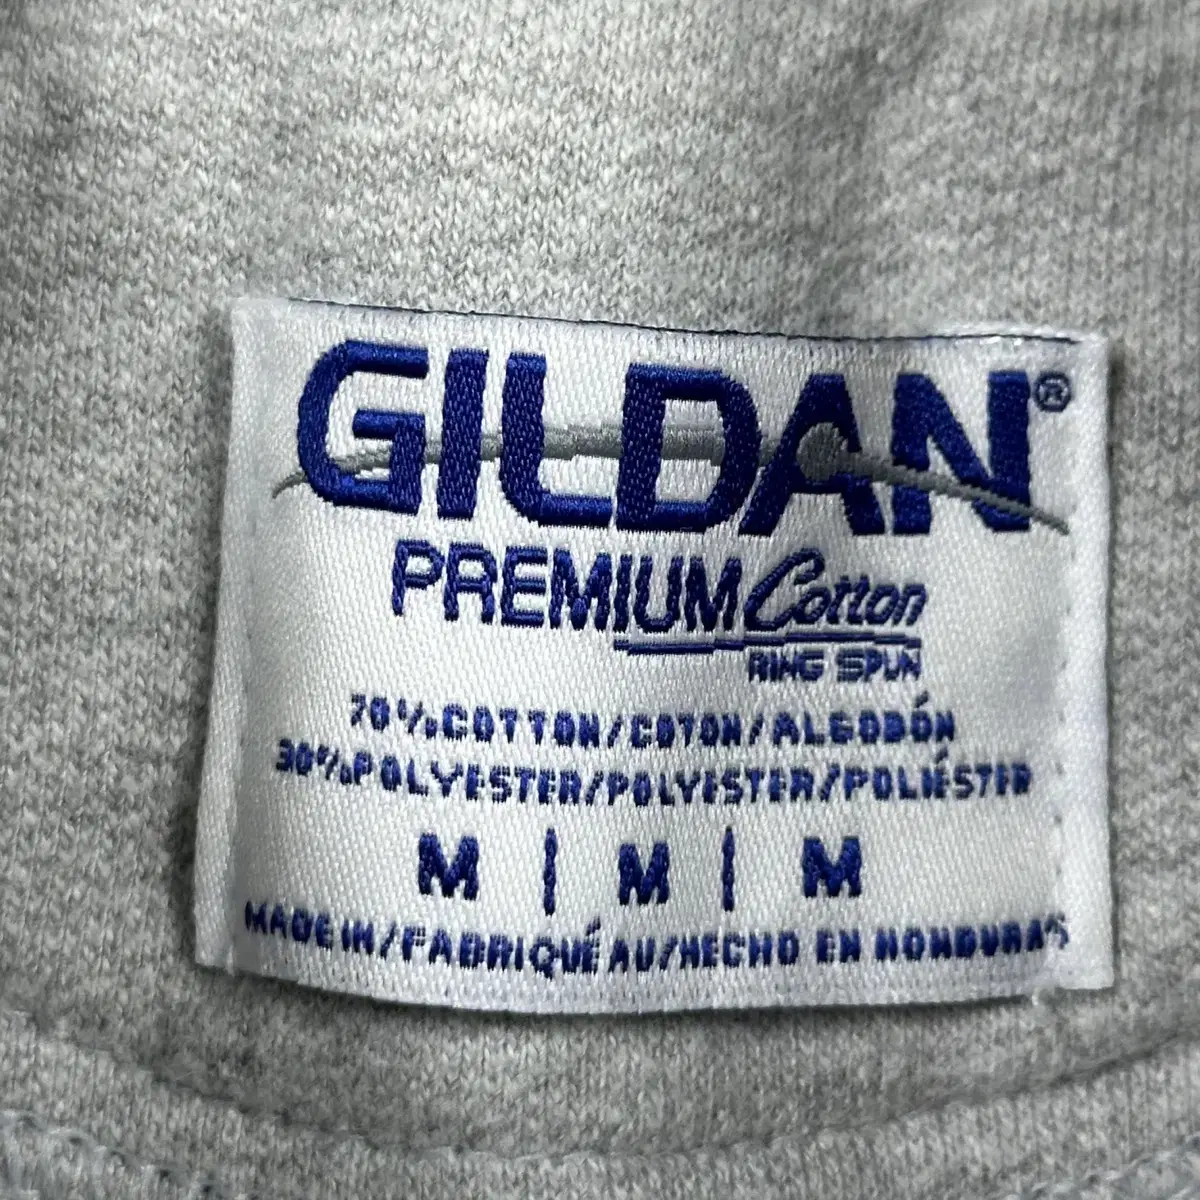 GILDAN®
PREMIUM Cotton
RING SPUN
70% COTTON/COTON/ALGODÓN
30% POLYESTER/POLYESTER/POLIÉSTER
M | M | M
MADE IN/FABRIQUÉ AU/HECHO EN HONDURAS